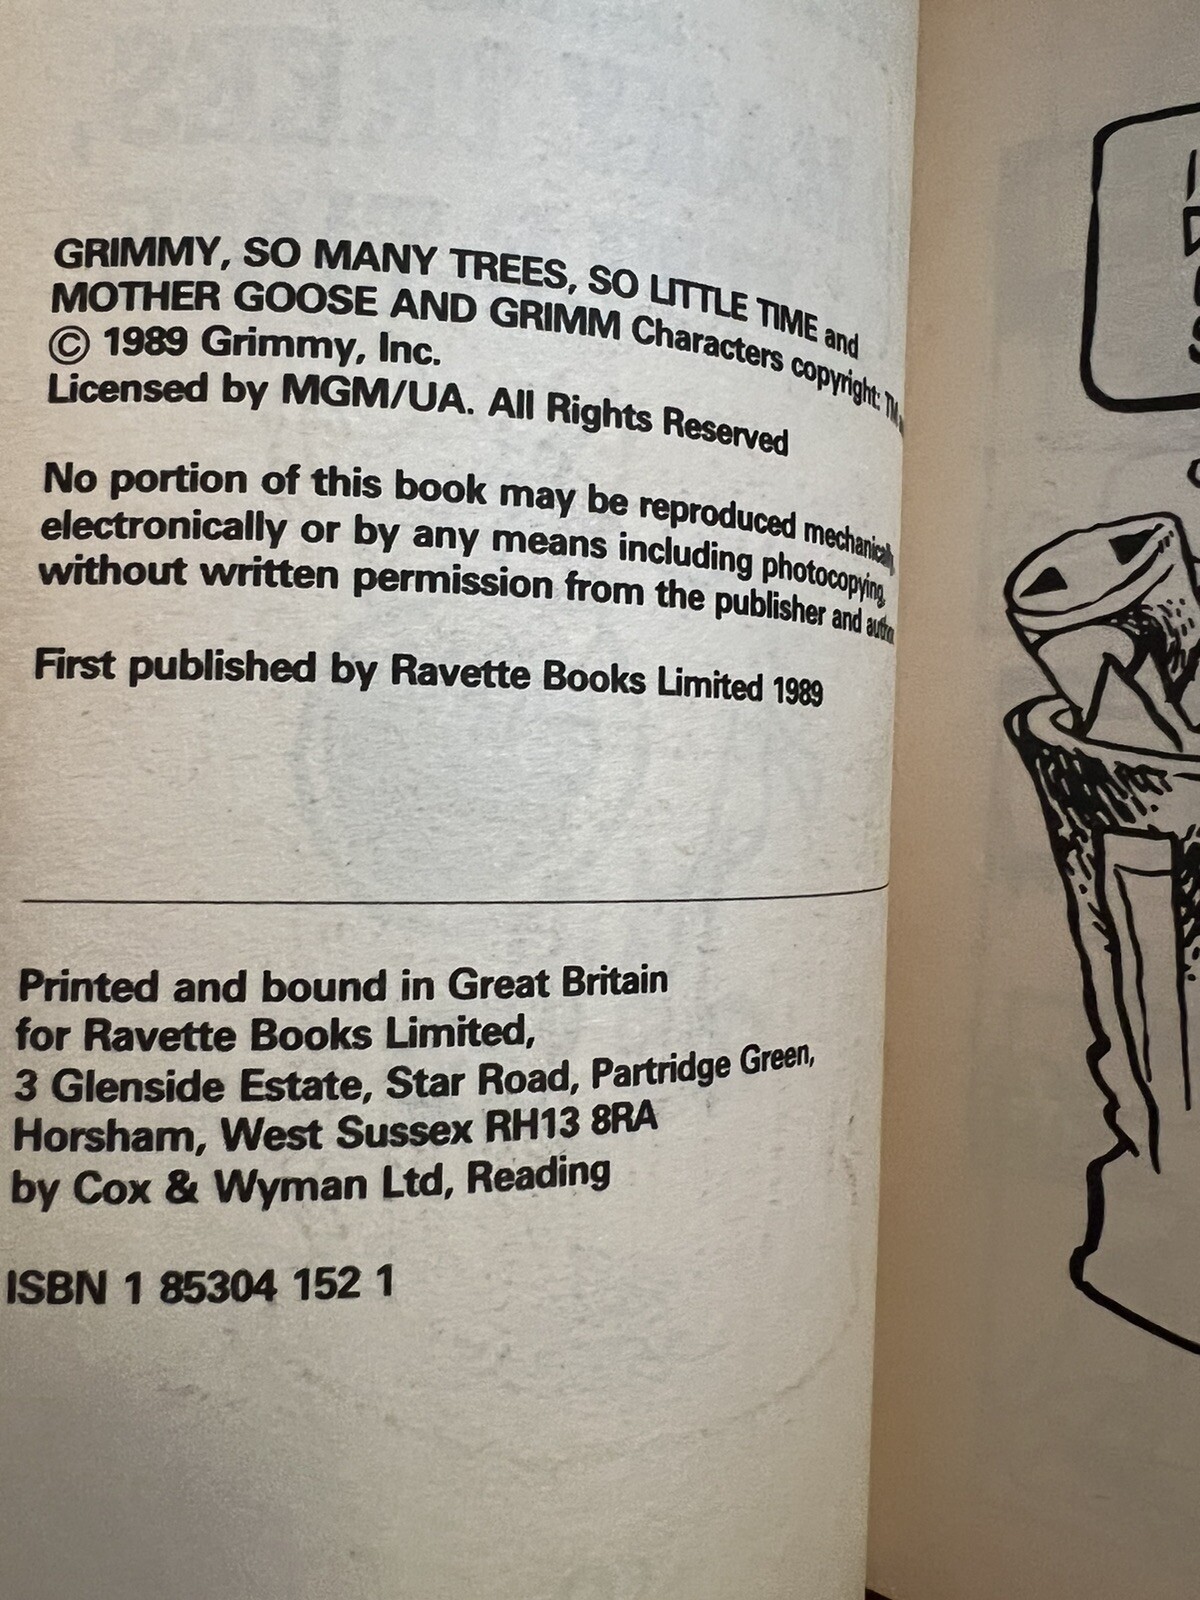 GRIMMY, SO MANY TREES, SO LITTLE TIME and
MOTHER GOOSE AND GRIMM Characters copyright: TM
© 1989 Grimmy, Inc.
Licensed by MGM/UA. All Rights Reserved
No portion of this book may be reproduced mechanically,
electronically or by any means including photocopying,
without written permission from the publisher and
First published by Ravette Books Limited 1989
Printed and bound in Great Britain
for Ravette Books Limited,
3 Glenside Estate, Star Road, Partridge Green,
Horsham, West Sussex RH13 8RA
by Cox & Wyman Ltd, Reading
ISBN 1 85304 152 1